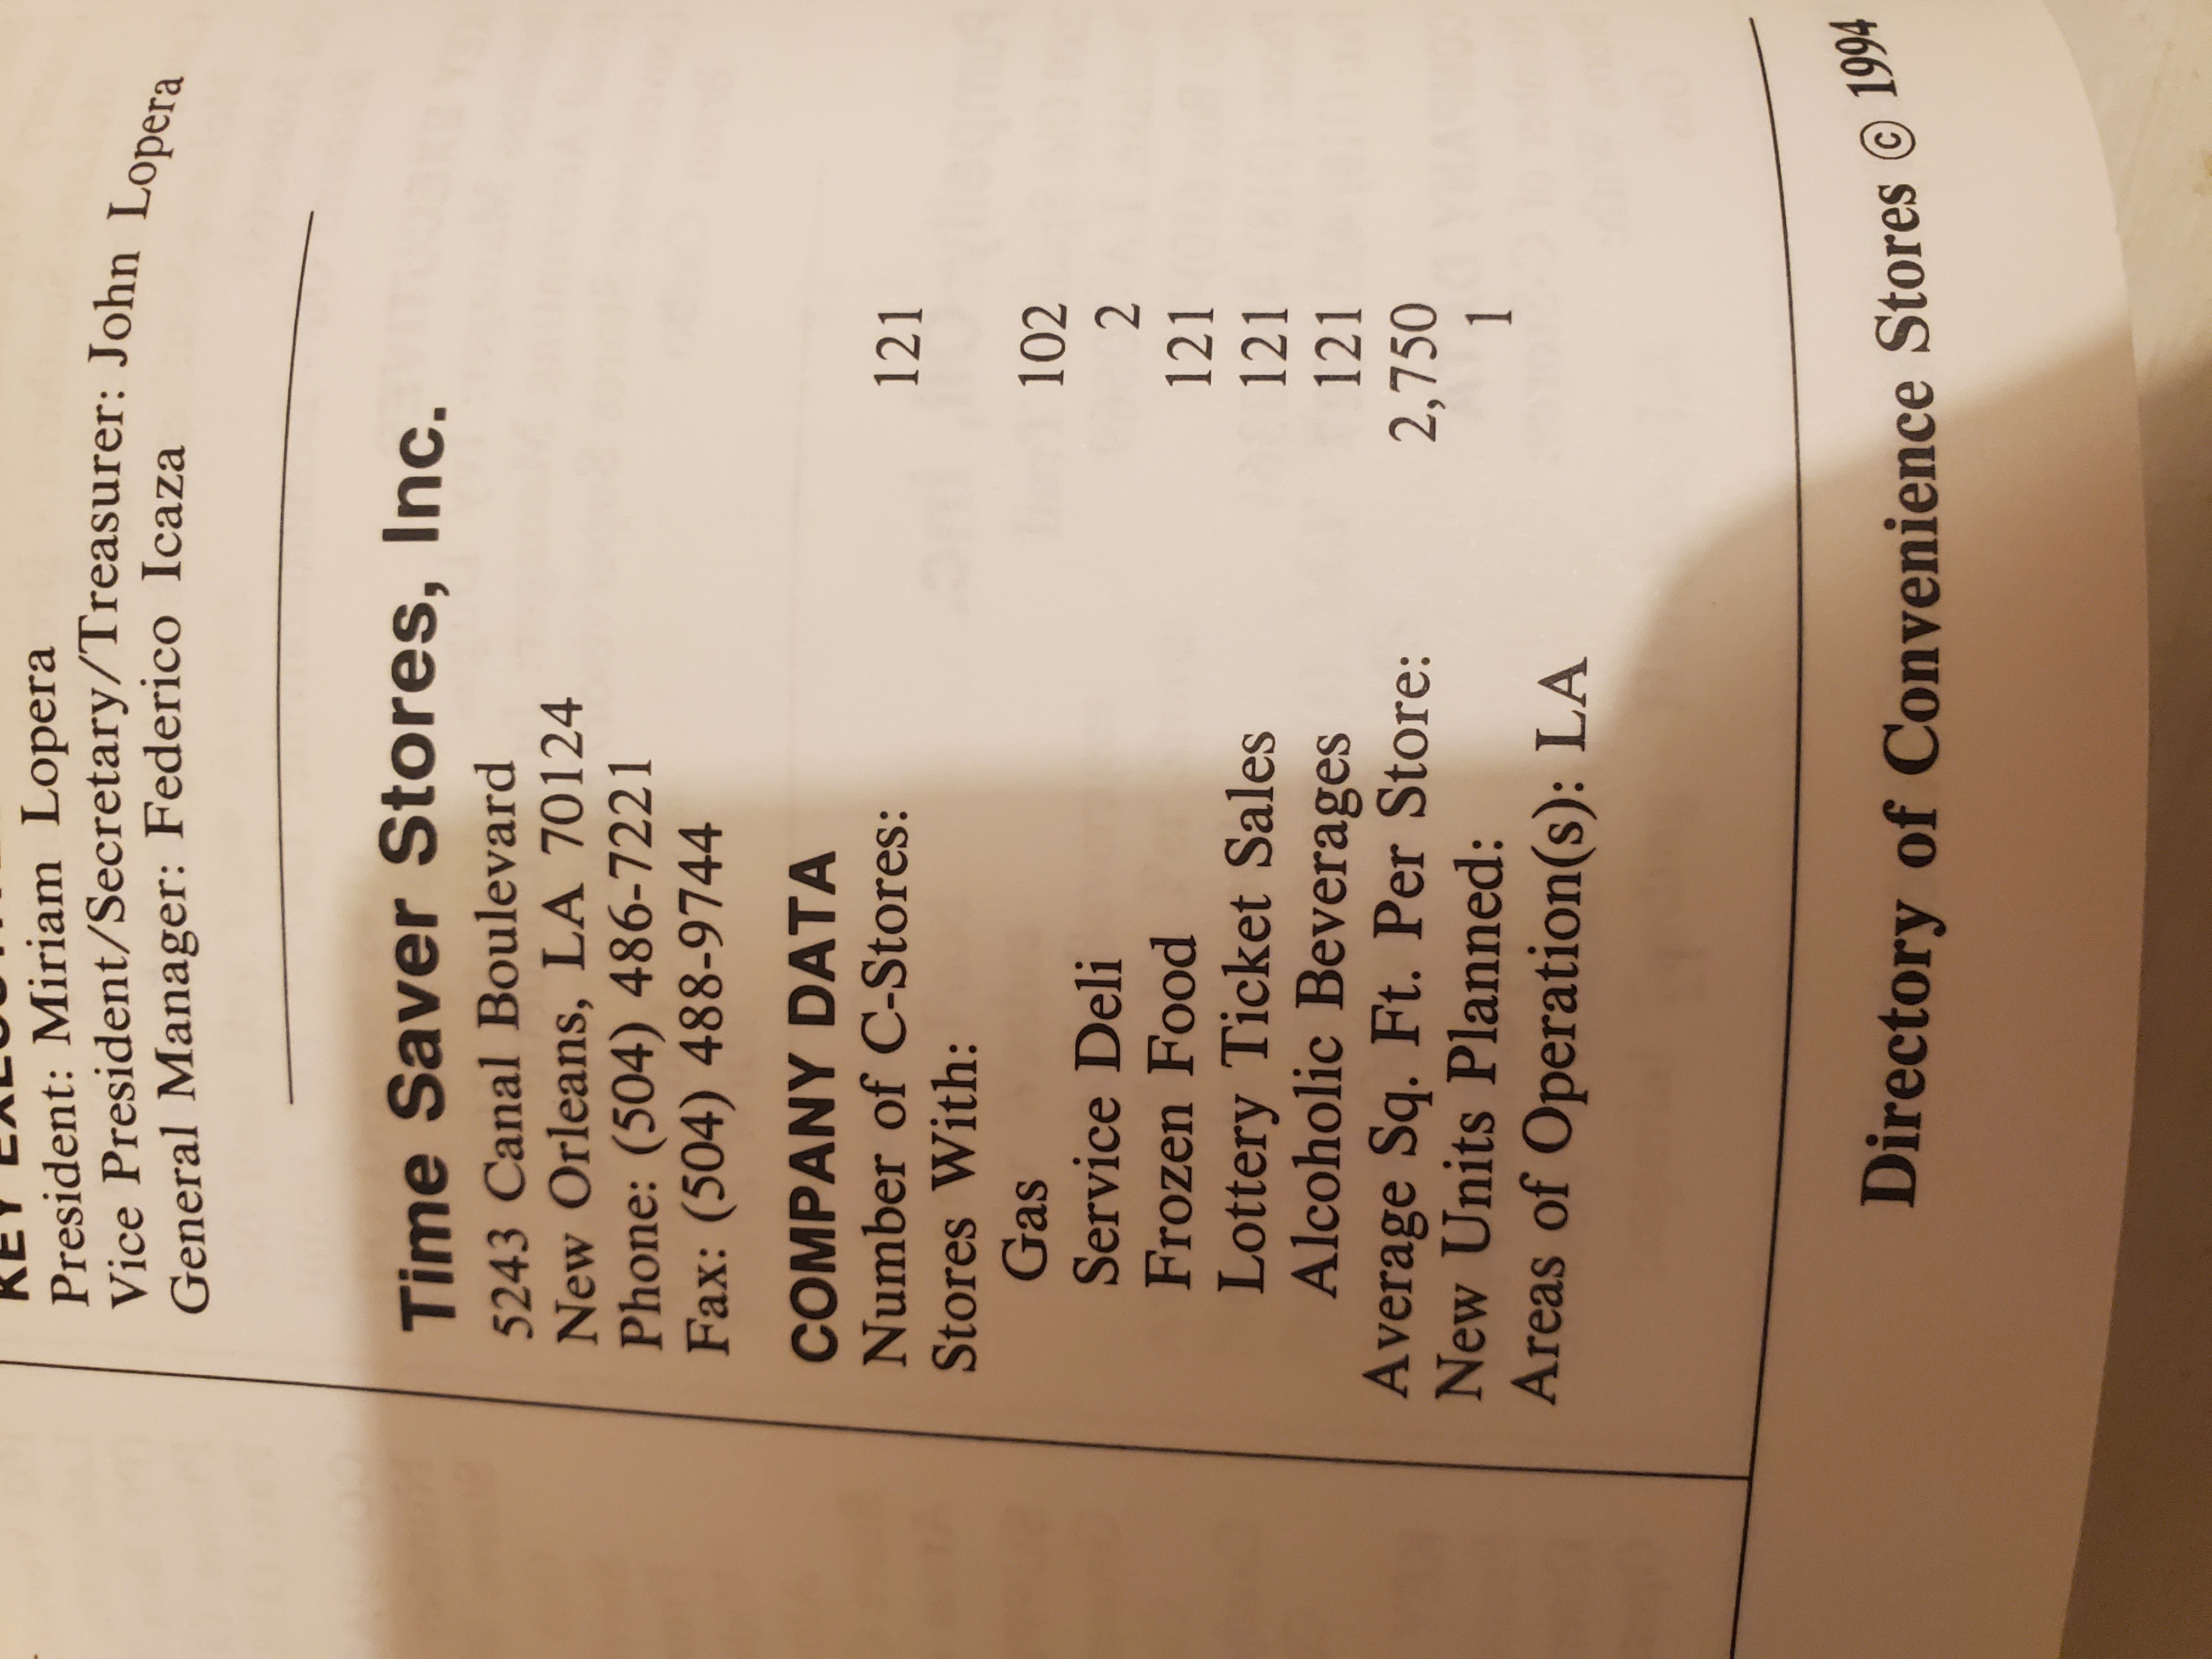 President: Miriam Lopera
Vice President/Secretary/Treasurer: John Lopera
General Manager: Federico Icaza
Time Saver Stores, Inc.
5243 Canal Boulevard
New Orleans, LA 70124
Phone: (504) 486-7221
Fax: (504) 488-9744
COMPANY DATA
Number of C-Stores: 121
Stores With:
Gas 102
Service Deli 2
Frozen Food 121
Lottery Ticket Sales 121
Alcoholic Beverages 121
Average Sq. Ft. Per Store: 2,750
New Units Planned: 1
Areas of Operation(s): LA
Directory of Convenience Stores © 1994